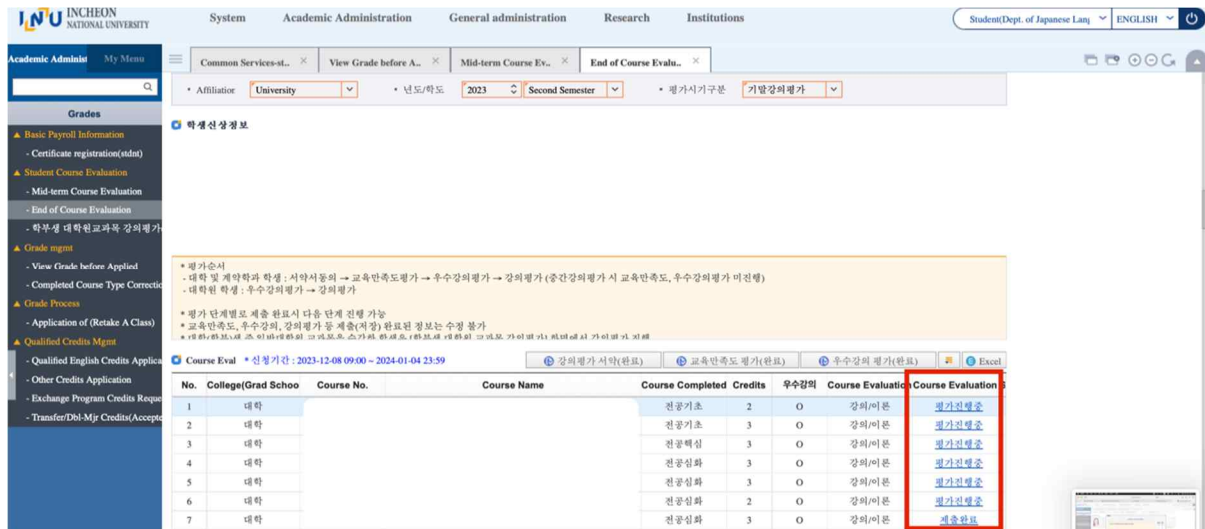 INCHEON
NATIONAL UNIVERSITY
System Academic Administration General administration Research Institutions
Student(Dept. of Japanese Lang ENGLISH
Academic Administ My Menu
Common Services-st.. × View Grade before A.. × Mid-term Course Ev.. × End of Course Evalu.. ×
• Affiliation University • 년도/학도 2023 Second Semester • 평가시기구분 기말강의평가
Grades
Basic Payroll Information
- Certificate registration(stdnt)
Student Course Evaluation
- Mid-term Course Evaluation
- End of Course Evaluation
- 학부생 대학원교과목 강의평가
Grade mgmt
- View Grade before Applied
- Completed Course Type Correctio
Grade Process
- Application of (Retake A Class)
Qualified Credits Mgmt
- Qualified English Credits Applica
- Other Credits Application
- Exchange Program Credits Reque
- Transfer/Dbl-Mjr Credits(Accepte
학생신상정보
* 평가순서
- 대학 및 계약학과 학생 : 서약서동의 → 교육만족도평가 → 우수강의평가 → 강의평가 (중간강의평가 시 교육만족도, 우수강의평가 미진행)
- 대학원 학생 : 우수강의평가 → 강의평가
* 평가 단계별로 제출 완료시 다음 단계 진행 가능
* 교육만족도, 우수강의, 강의평가 등 제출(저장) 완료된 정보는 수정 불가
Course Eval * 신청기간 : 2023-12-08 09:00 ~ 2024-01-04 23:59 강의평가 서약(완료) 교육만족도 평가(완료) 우수강의 평가(완료) Excel
No. College(Grad Schoo Course No. Course Name Course Completed Credits 우수강의 Course Evaluation Course Evaluation S
1 대학 전공기초 2 O 강의/이론 평가진행중
2 대학 전공기초 3 O 강의/이론 평가진행중
3 대학 전공핵심 3 O 강의/이론 평가진행중
4 대학 전공심화 3 O 강의/이론 평가진행중
5 대학 전공심화 3 O 강의/이론 평가진행중
6 대학 전공심화 2 O 강의/이론 평가진행중
7 대학 전공심화 3 O 강의/이론 제출완료